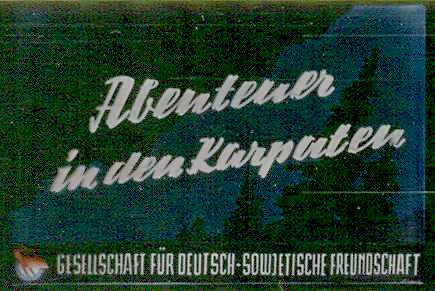 Abenteuer
in den Karpaten
GESELLSCHAFT FÜR DEUTSCH-SOWJETISCHE FREUNDSCHAFT